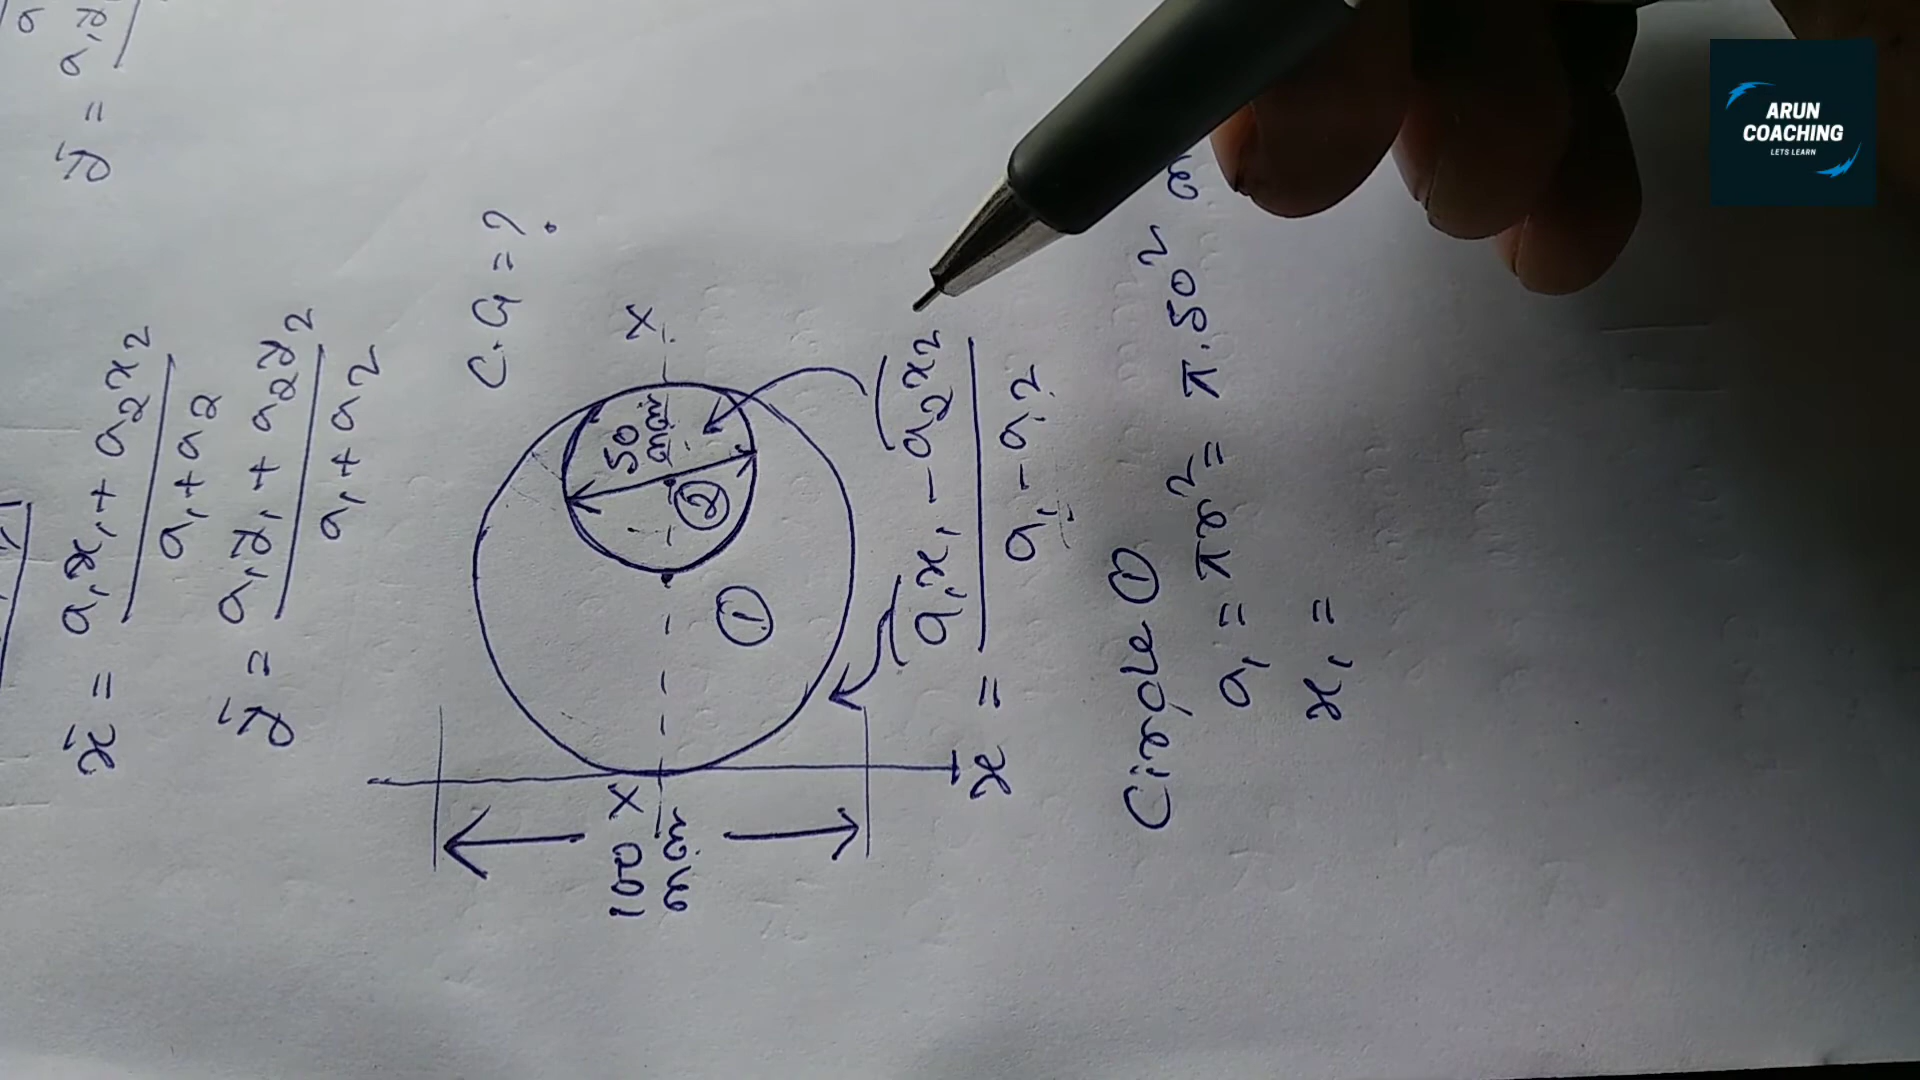 x̄ = a₁x₁ + a₂x₂
a₁ + a₂
ȳ = a₁y₁ + a₂y₂
a₁ + a₂
ȳ = a₁y
C.G = ?
X X
50
mm
②
①
100
mm
x̄ = a₁x₁ - a₂x₂
a₁ - a₂
Circle ①
a₁ = πr² = π.50²
x₁ =
ARUN
COACHING
LETS LEARN